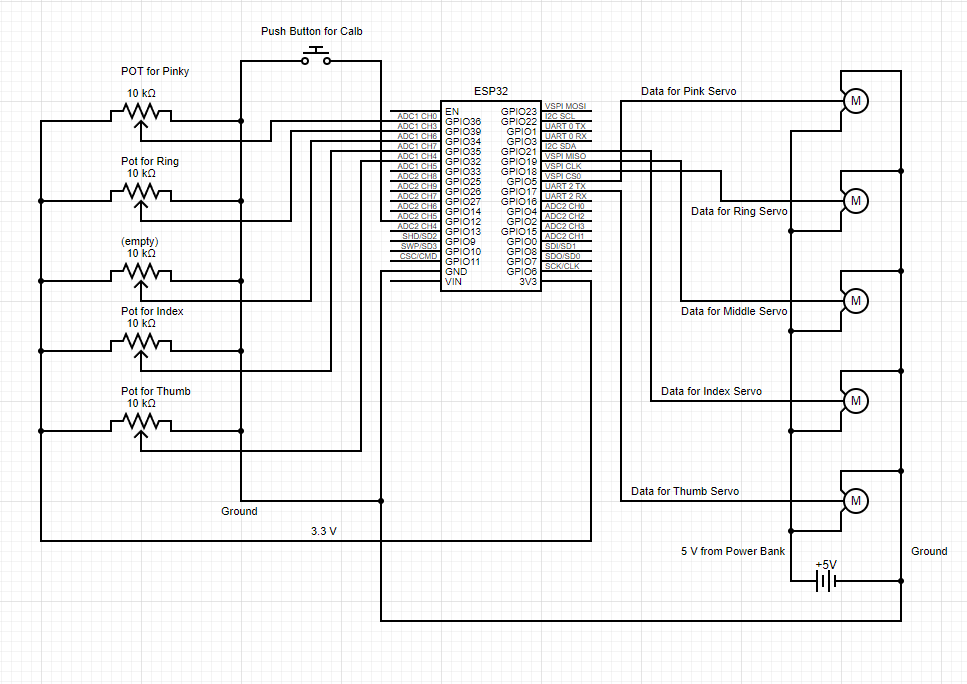 Push Button for Calb
POT for Pinky
10 kΩ
Pot for Ring
10 kΩ
(empty)
10 kΩ
Pot for Index
10 kΩ
Pot for Thumb
10 kΩ
Ground
3.3 V
ESP32
EN
ADC1 CH0 GPIO36
ADC1 CH3 GPIO39
ADC1 CH6 GPIO34
ADC1 CH7 GPIO35
ADC1 CH4 GPIO32
ADC1 CH5 GPIO33
ADC2 CH8 GPIO25
ADC2 CH9 GPIO26
ADC2 CH7 GPIO27
ADC2 CH6 GPIO14
ADC2 CH5 GPIO12
ADC2 CH4 GPIO13
SHD/SD2 GPIO9
SWP/SD3 GPIO10
CSC/CMD GPIO11
GND
VIN
GPIO23 VSPI MOSI
GPIO22 I2C SCL
GPIO1 UART 0 TX
GPIO3 UART 0 RX
GPIO21 I2C SDA
GPIO19 VSPI MISO
GPIO18 VSPI CLK
GPIO5 VSPI CS0
GPIO17 UART 2 TX
GPIO16 UART 2 RX
GPIO4 ADC2 CH0
GPIO2 ADC2 CH2
GPIO15 ADC2 CH3
GPIO0 ADC2 CH1
GPIO8 SDI/SD1
GPIO7 SDO/SD0
GPIO6 SCK/CLK
3V3
Data for Pink Servo
M
Data for Ring Servo
M
Data for Middle Servo
M
Data for Index Servo
M
Data for Thumb Servo
M
5 V from Power Bank
+5V
Ground